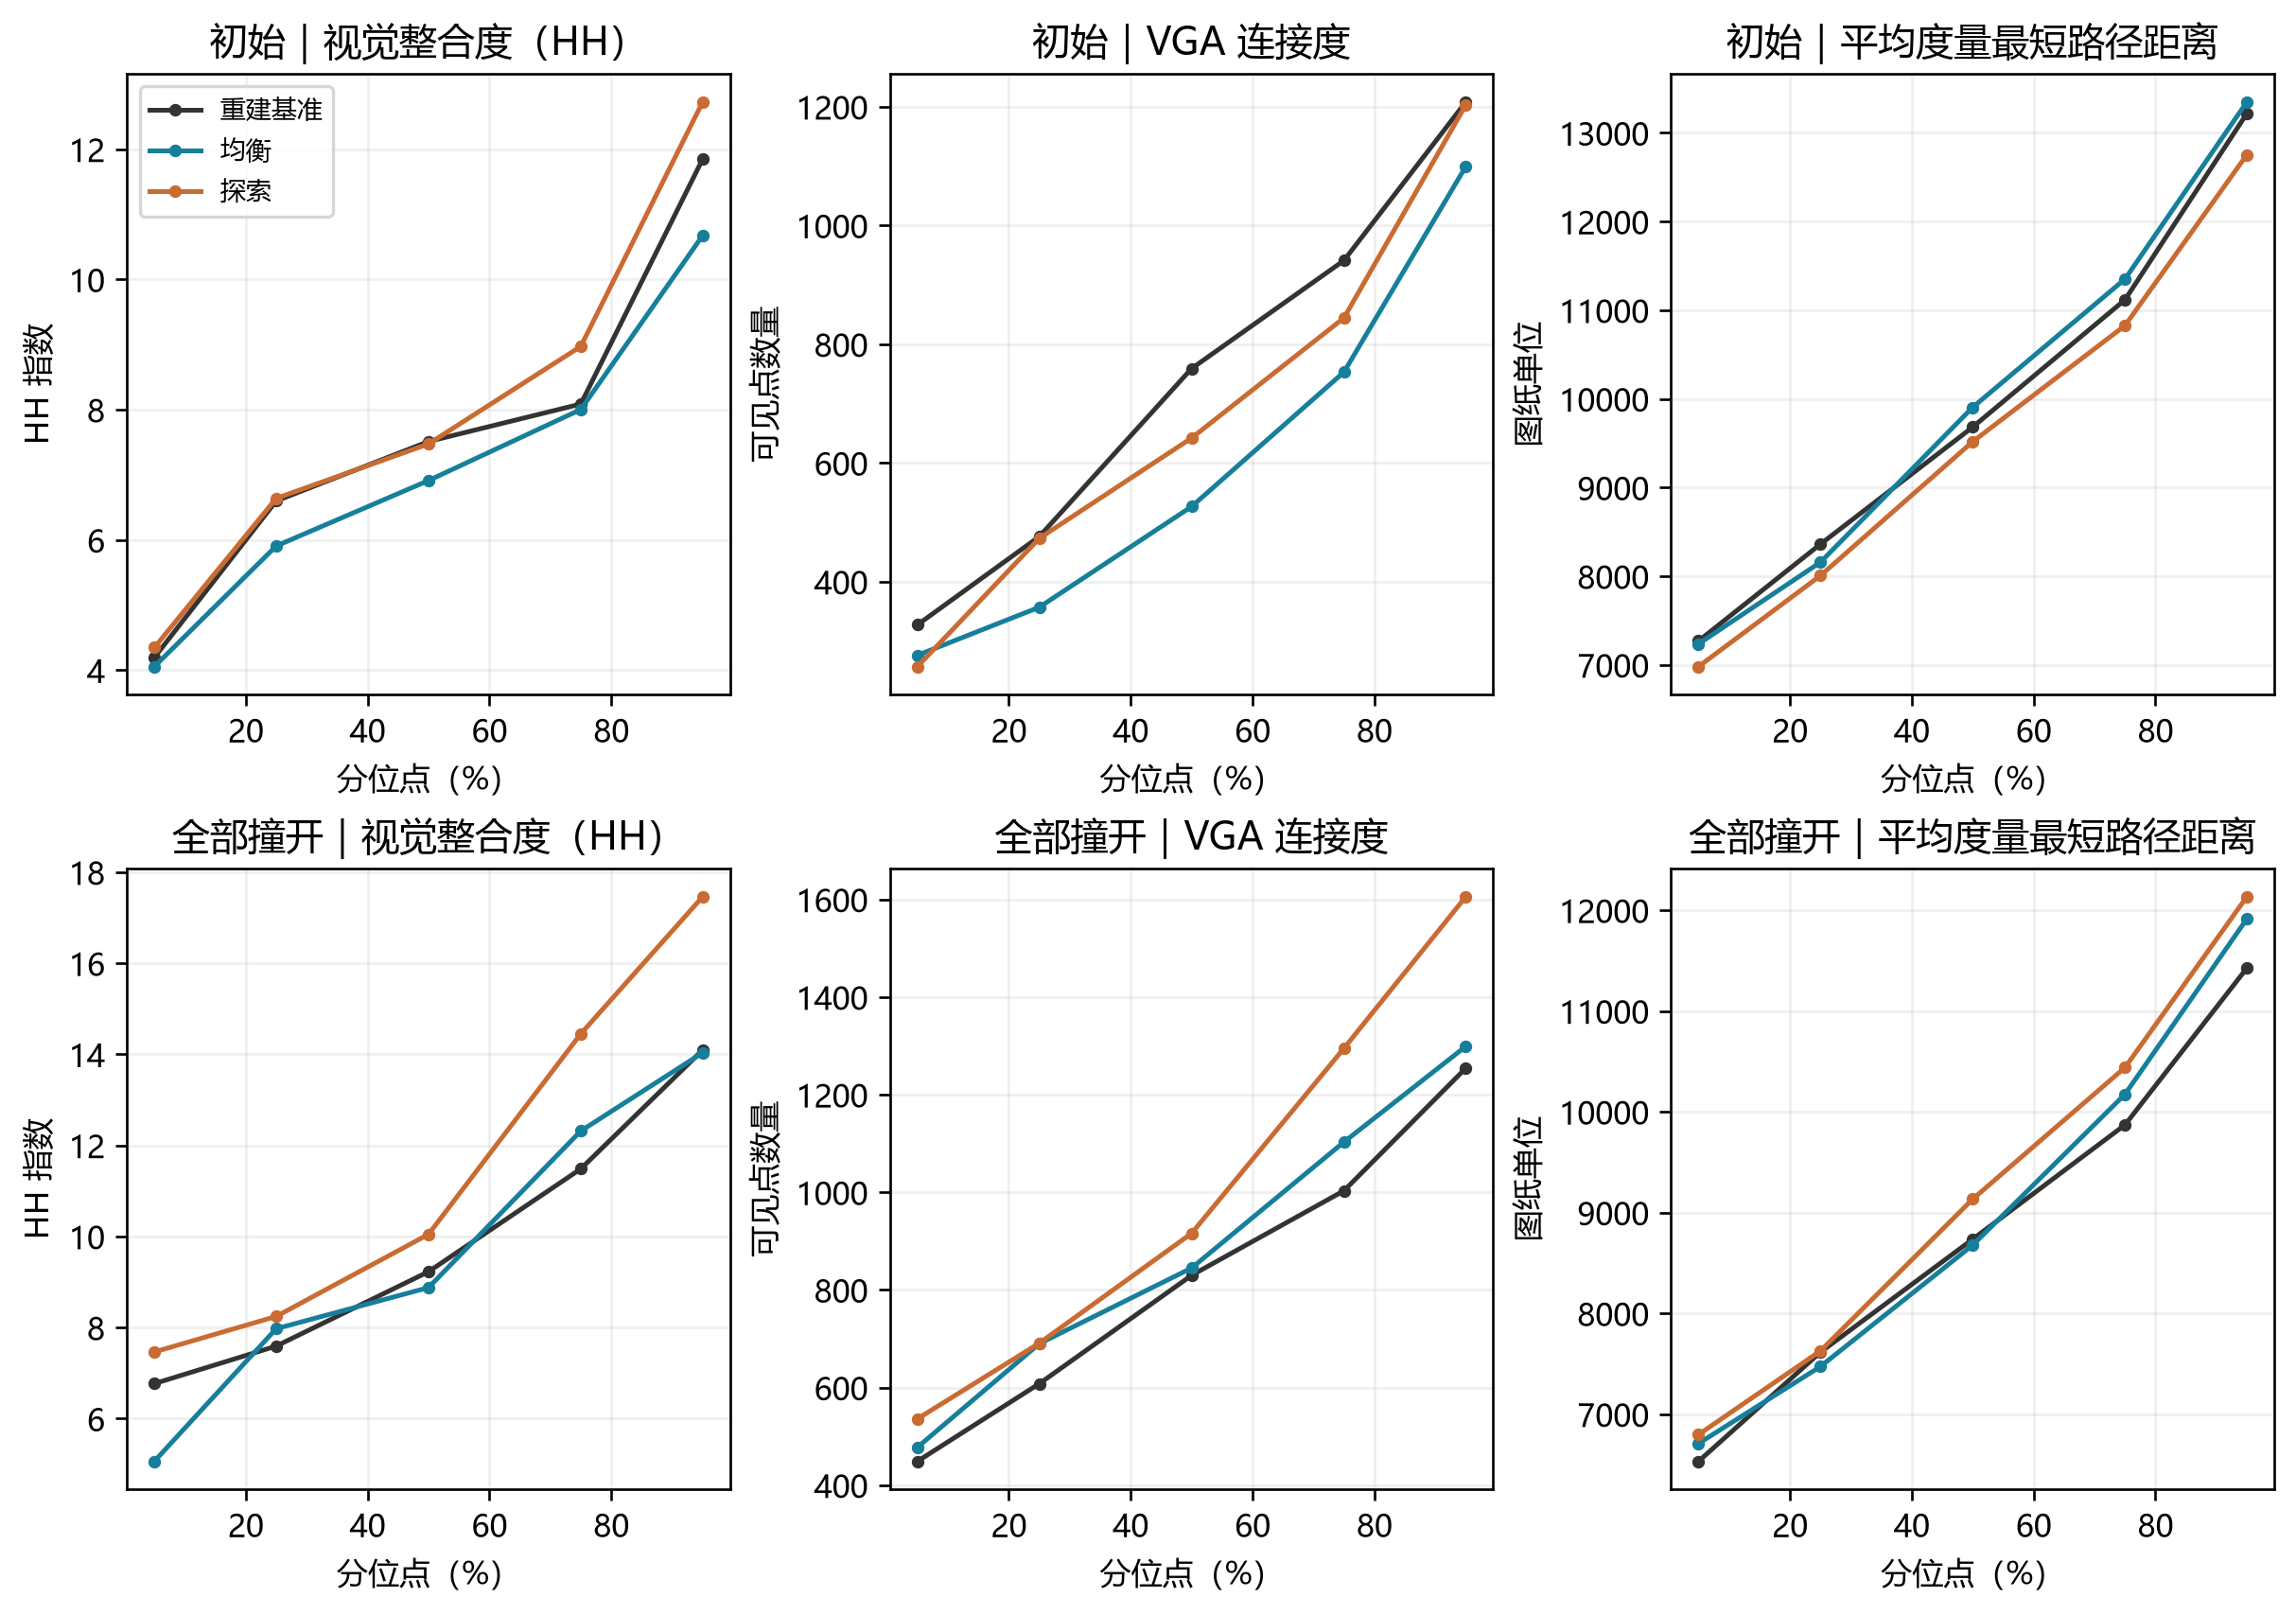 初始｜视觉整合度（HH）
12
10
8
6
4
HH 指数
重建基准
均衡
探索
20 40 60 80
分位点（%）
初始｜VGA 连接度
1200
1000
800
600
400
可见点数量
20 40 60 80
分位点（%）
初始｜平均度量最短路径距离
13000
12000
11000
10000
9000
8000
7000
图纸单位
20 40 60 80
分位点（%）
全部撞开｜视觉整合度（HH）
18
16
14
12
10
8
6
HH 指数
20 40 60 80
分位点（%）
全部撞开｜VGA 连接度
1600
1400
1200
1000
800
600
400
可见点数量
20 40 60 80
分位点（%）
全部撞开｜平均度量最短路径距离
12000
11000
10000
9000
8000
7000
图纸单位
20 40 60 80
分位点（%）